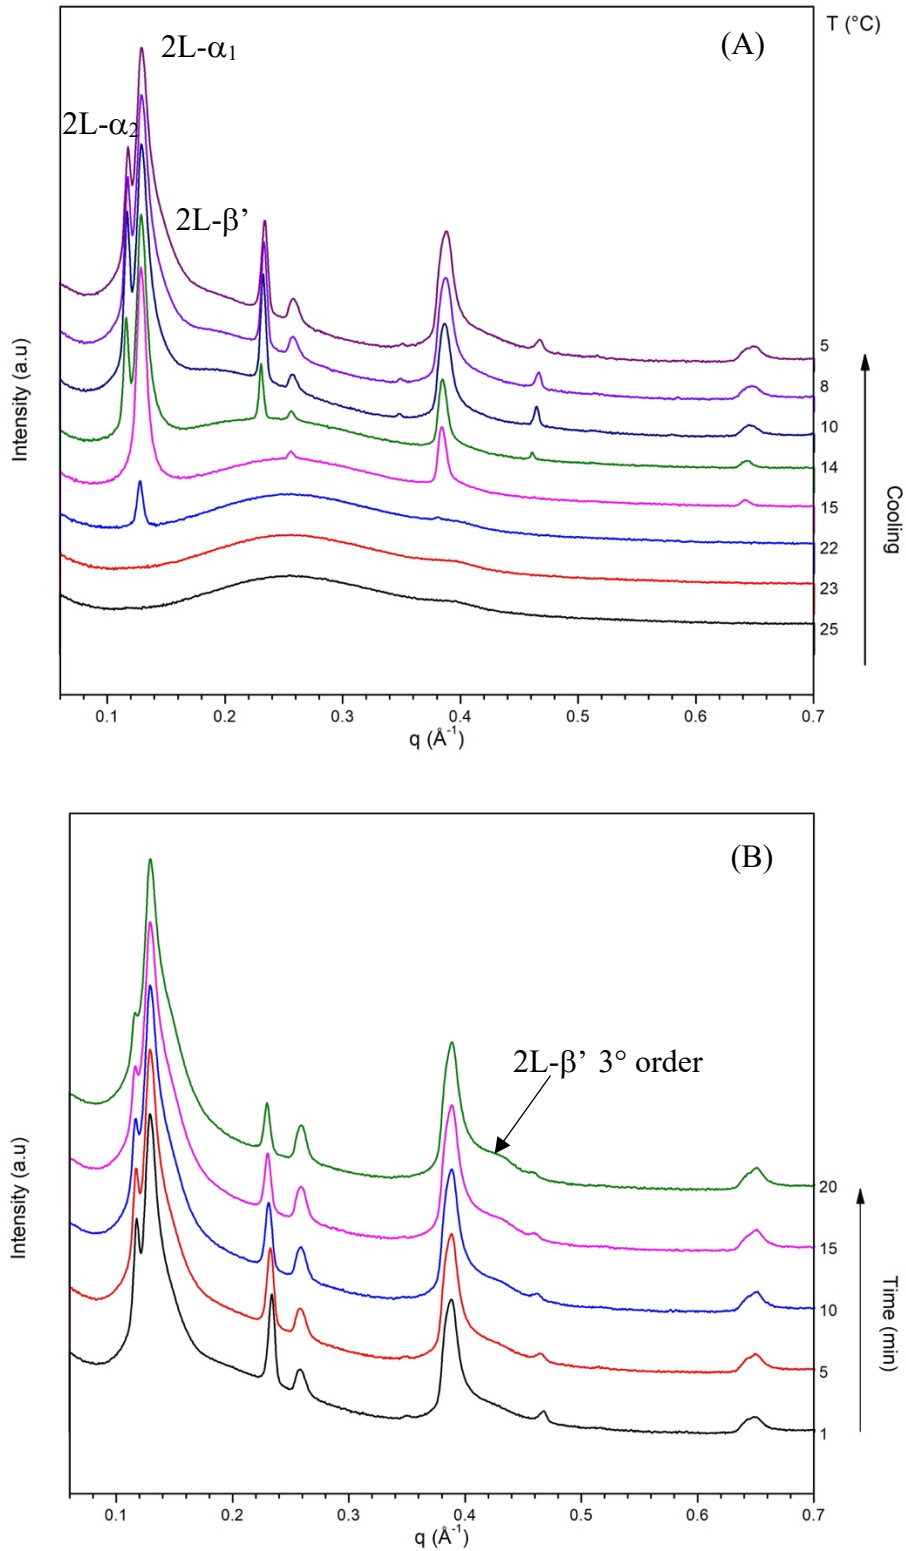 T (°C)
(A)
2L-α₁
2L-α₂
2L-β’
Intensity (a.u)
5
8
10
14
15
22
23
25
Cooling
0.1 0.2 0.3 0.4 0.5 0.6 0.7
q (Å⁻¹)
(B)
2L-β’ 3° order
Intensity (a.u)
20
15
10
5
1
Time (min)
0.1 0.2 0.3 0.4 0.5 0.6 0.7
q (Å⁻¹)